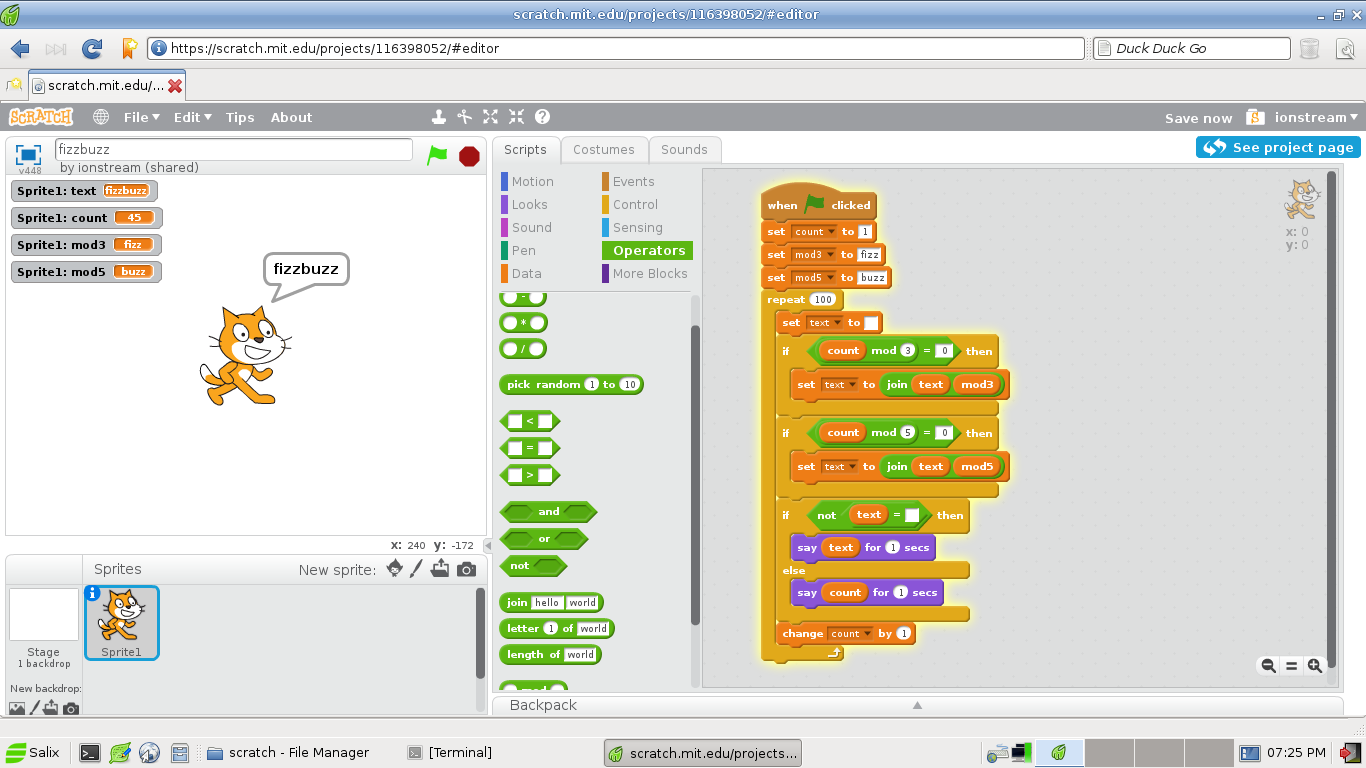 scratch.mit.edu/projects/116398052/#editor
https://scratch.mit.edu/projects/116398052/#editor
Duck Duck Go
scratch.mit.edu/...
SCRATCH File Edit Tips About Save now ionstream
fizzbuzz
v448 by ionstream (shared)
Scripts Costumes Sounds See project page
Sprite1: text fizzbuzz
Sprite1: count 45
Sprite1: mod3 fizz
Sprite1: mod5 buzz
fizzbuzz
X: 240 y: -172
Sprites New sprite:
Sprite1
Stage
1 backdrop
New backdrop:
Motion Events
Looks Control
Sound Sensing
Pen Operators
Data More Blocks
-
*
/
pick random 1 to 10
<
=
>
and
or
not
join hello world
letter 1 of world
length of world
when clicked
set count to 1
set mod3 to fizz
set mod5 to buzz
repeat 100
set text to
if count mod 3 = 0 then
set text to join text mod3
if count mod 5 = 0 then
set text to join text mod5
if not text = then
say text for 1 secs
else
say count for 1 secs
change count by 1
x: 0
y: 0
Backpack
Salix scratch - File Manager [Terminal] scratch.mit.edu/projects... 07:25 PM